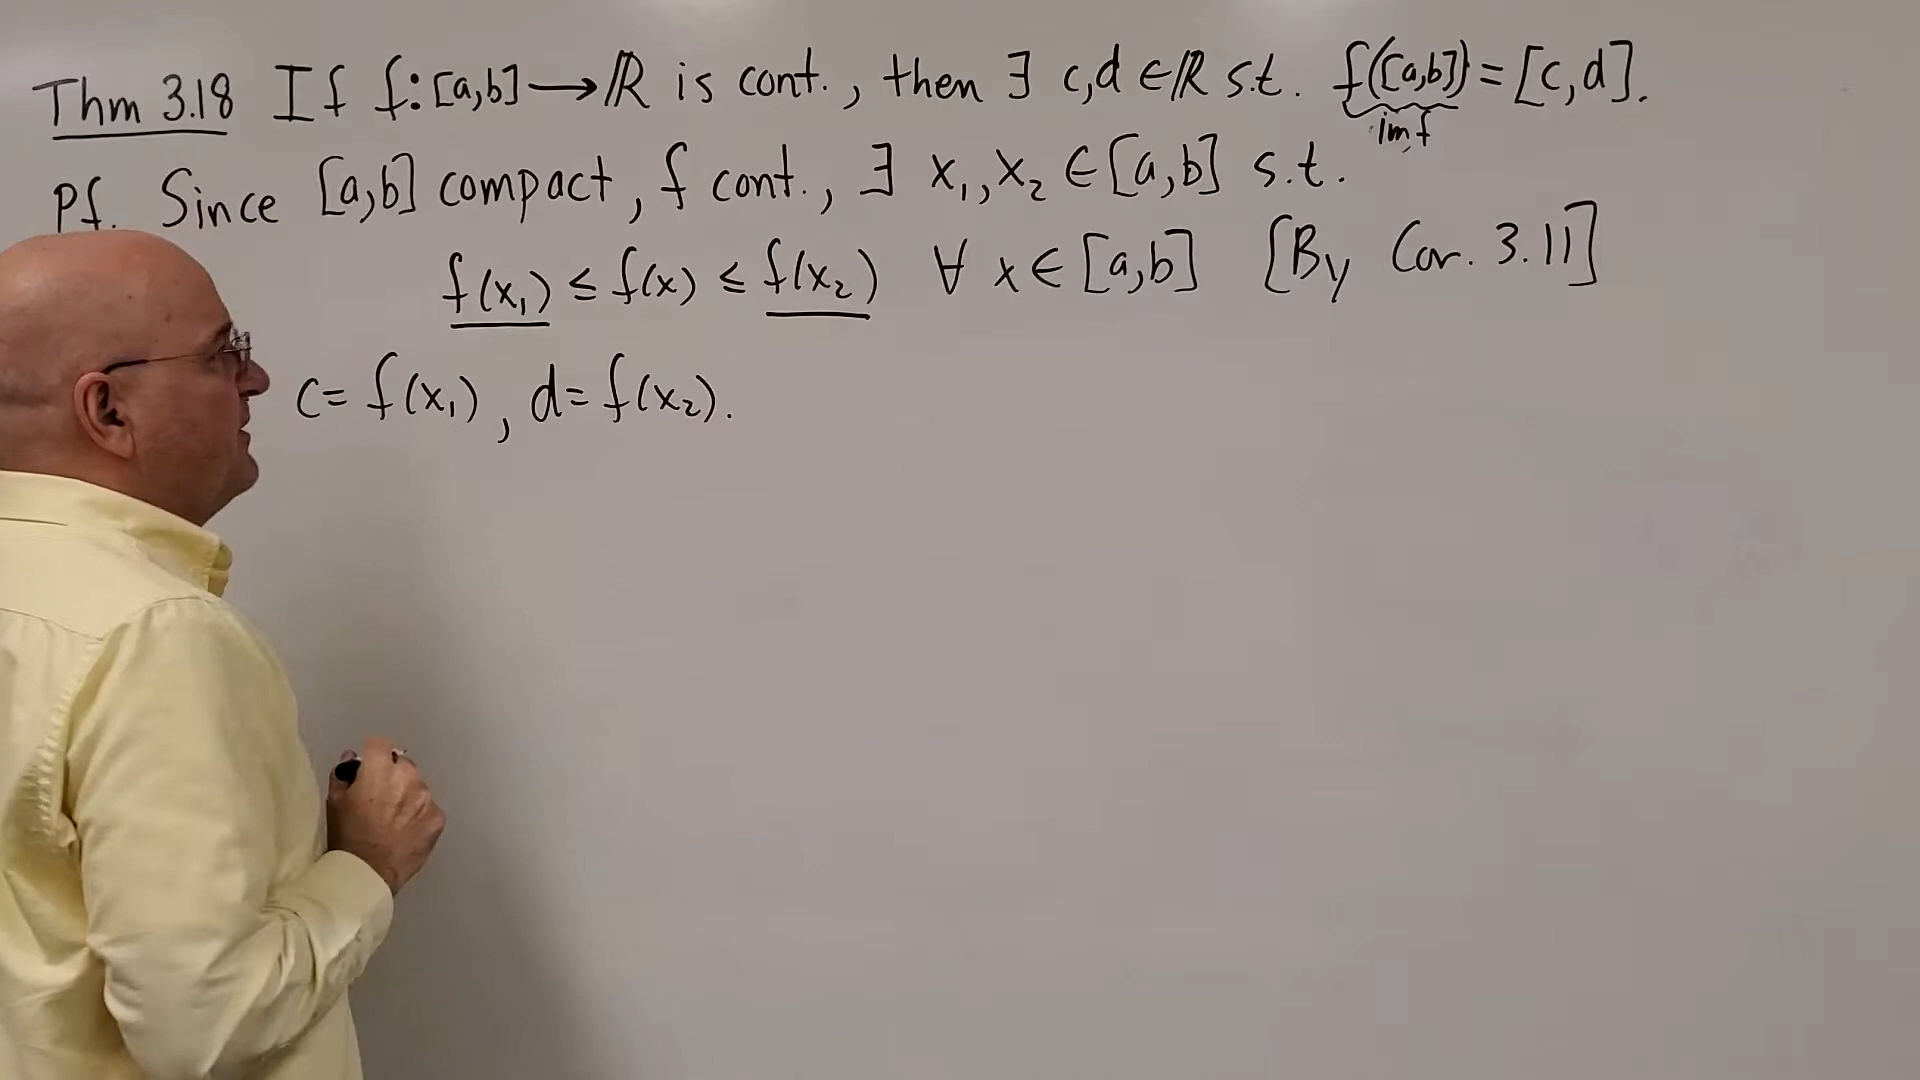 Thm 3.18 If f: [a,b] → ℝ is cont., then ∃ c,d ∈ ℝ s.t. f([a,b]) = [c,d].
im f
Pf. Since [a,b] compact, f cont., ∃ x₁, x₂ ∈ [a,b] s.t.
f(x₁) ≤ f(x) ≤ f(x₂) ∀ x ∈ [a,b] [By Cor. 3.11]
c = f(x₁), d = f(x₂).